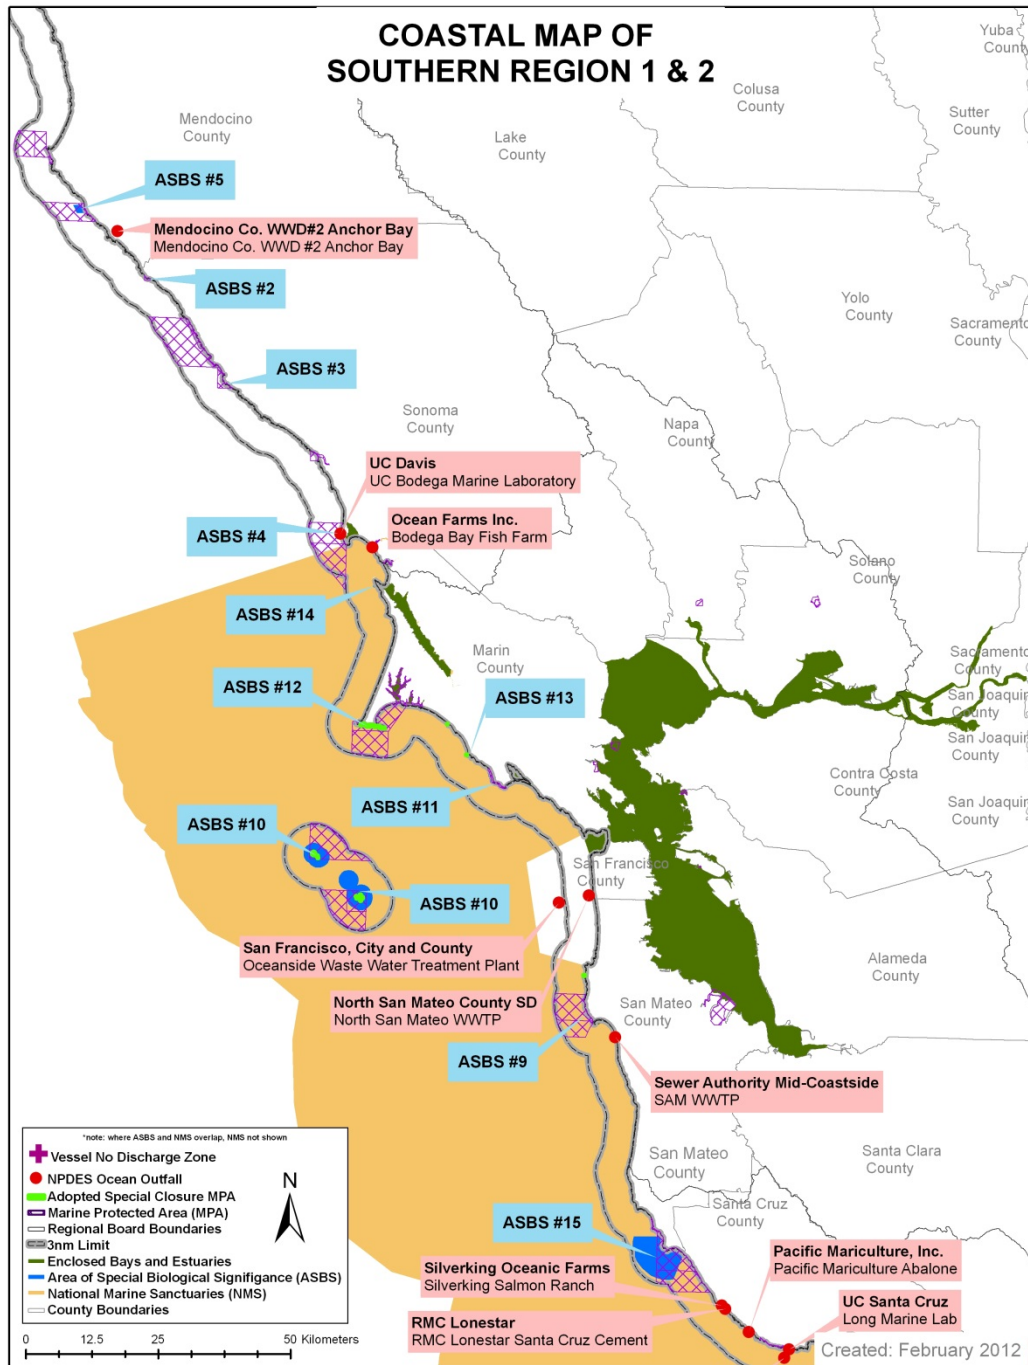 COASTAL MAP OF
SOUTHERN REGION 1 & 2
Yuba
County
Colusa
County
Sutter
County
Mendocino
County
Lake
County
ASBS #5
Mendocino Co. WWD#2 Anchor Bay
Mendocino Co. WWD #2 Anchor Bay
ASBS #2
Yolo
County
Sacramento
County
ASBS #3
Sonoma
County
Napa
County
UC Davis
UC Bodega Marine Laboratory
Ocean Farms Inc.
Bodega Bay Fish Farm
ASBS #4
Solano
County
ASBS #14
Marin
County
Sacramento
County
ASBS #12
ASBS #13
San Joaquin
County
San Joaquin
County
Contra Costa
County
ASBS #11
San Joaquin
County
ASBS #10
San Francisco
County
ASBS #10
San Francisco, City and County
Oceanside Waste Water Treatment Plant
Alameda
County
North San Mateo County SD
North San Mateo WWTP
San Mateo
County
ASBS #9
Sewer Authority Mid-Coastside
SAM WWTP
San Mateo
County
Santa Clara
County
Santa Cruz
County
ASBS #15
Pacific Mariculture, Inc.
Pacific Mariculture Abalone
Silverking Oceanic Farms
Silverking Salmon Ranch
UC Santa Cruz
Long Marine Lab
RMC Lonestar
RMC Lonestar Santa Cruz Cement
*note: where ASBS and NMS overlap, NMS not shown
Vessel No Discharge Zone
NPDES Ocean Outfall
Adopted Special Closure MPA
Marine Protected Area (MPA)
Regional Board Boundaries
3nm Limit
Enclosed Bays and Estuaries
Area of Special Biological Signifigance (ASBS)
National Marine Sanctuaries (NMS)
County Boundaries
N
0 12.5 25 50 Kilometers
Created: February 2012